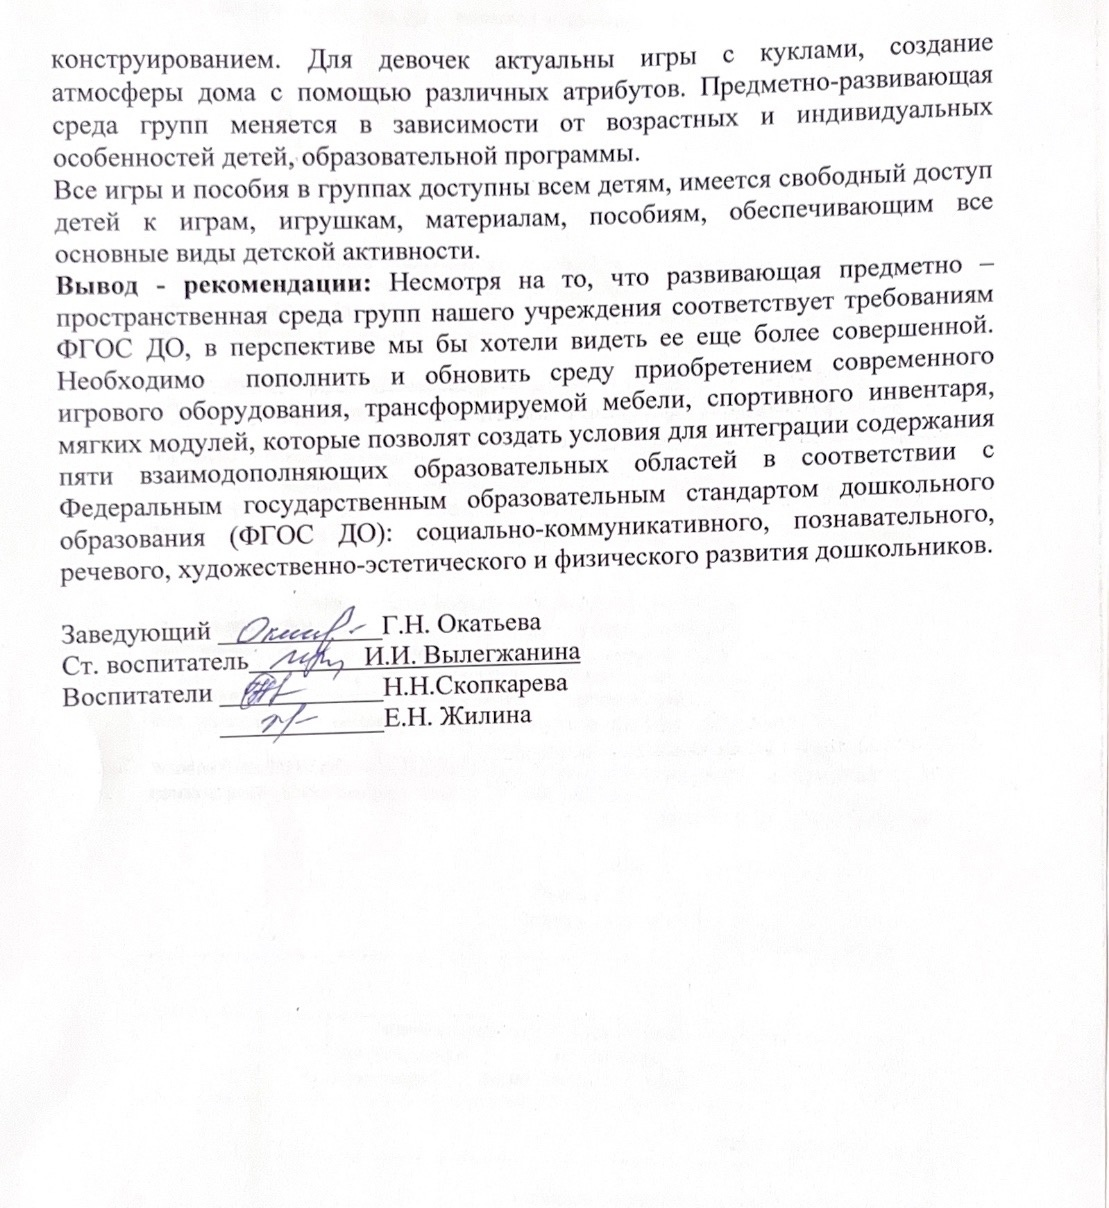 конструированием. Для девочек актуальны игры с куклами, создание
атмосферы дома с помощью различных атрибутов. Предметно-развивающая
среда групп меняется в зависимости от возрастных и индивидуальных
особенностей детей, образовательной программы.
Все игры и пособия в группах доступны всем детям, имеется свободный доступ
детей к играм, игрушкам, материалам, пособиям, обеспечивающим все
основные виды детской активности.
Вывод - рекомендации: Несмотря на то, что развивающая предметно –
пространственная среда групп нашего учреждения соответствует требованиям
ФГОС ДО, в перспективе мы бы хотели видеть ее еще более совершенной.
Необходимо пополнить и обновить среду приобретением современного
игрового оборудования, трансформируемой мебели, спортивного инвентаря,
мягких модулей, которые позволят создать условия для интеграции содержания
пяти взаимодополняющих образовательных областей в соответствии с
Федеральным государственным образовательным стандартом дошкольного
образования (ФГОС ДО): социально-коммуникативного, познавательного,
речевого, художественно-эстетического и физического развития дошкольников.
Заведующий Г.Н. Окатьева
Ст. воспитатель И.И. Вылегжанина
Воспитатели Н.Н.Скопкарева
Е.Н. Жилина